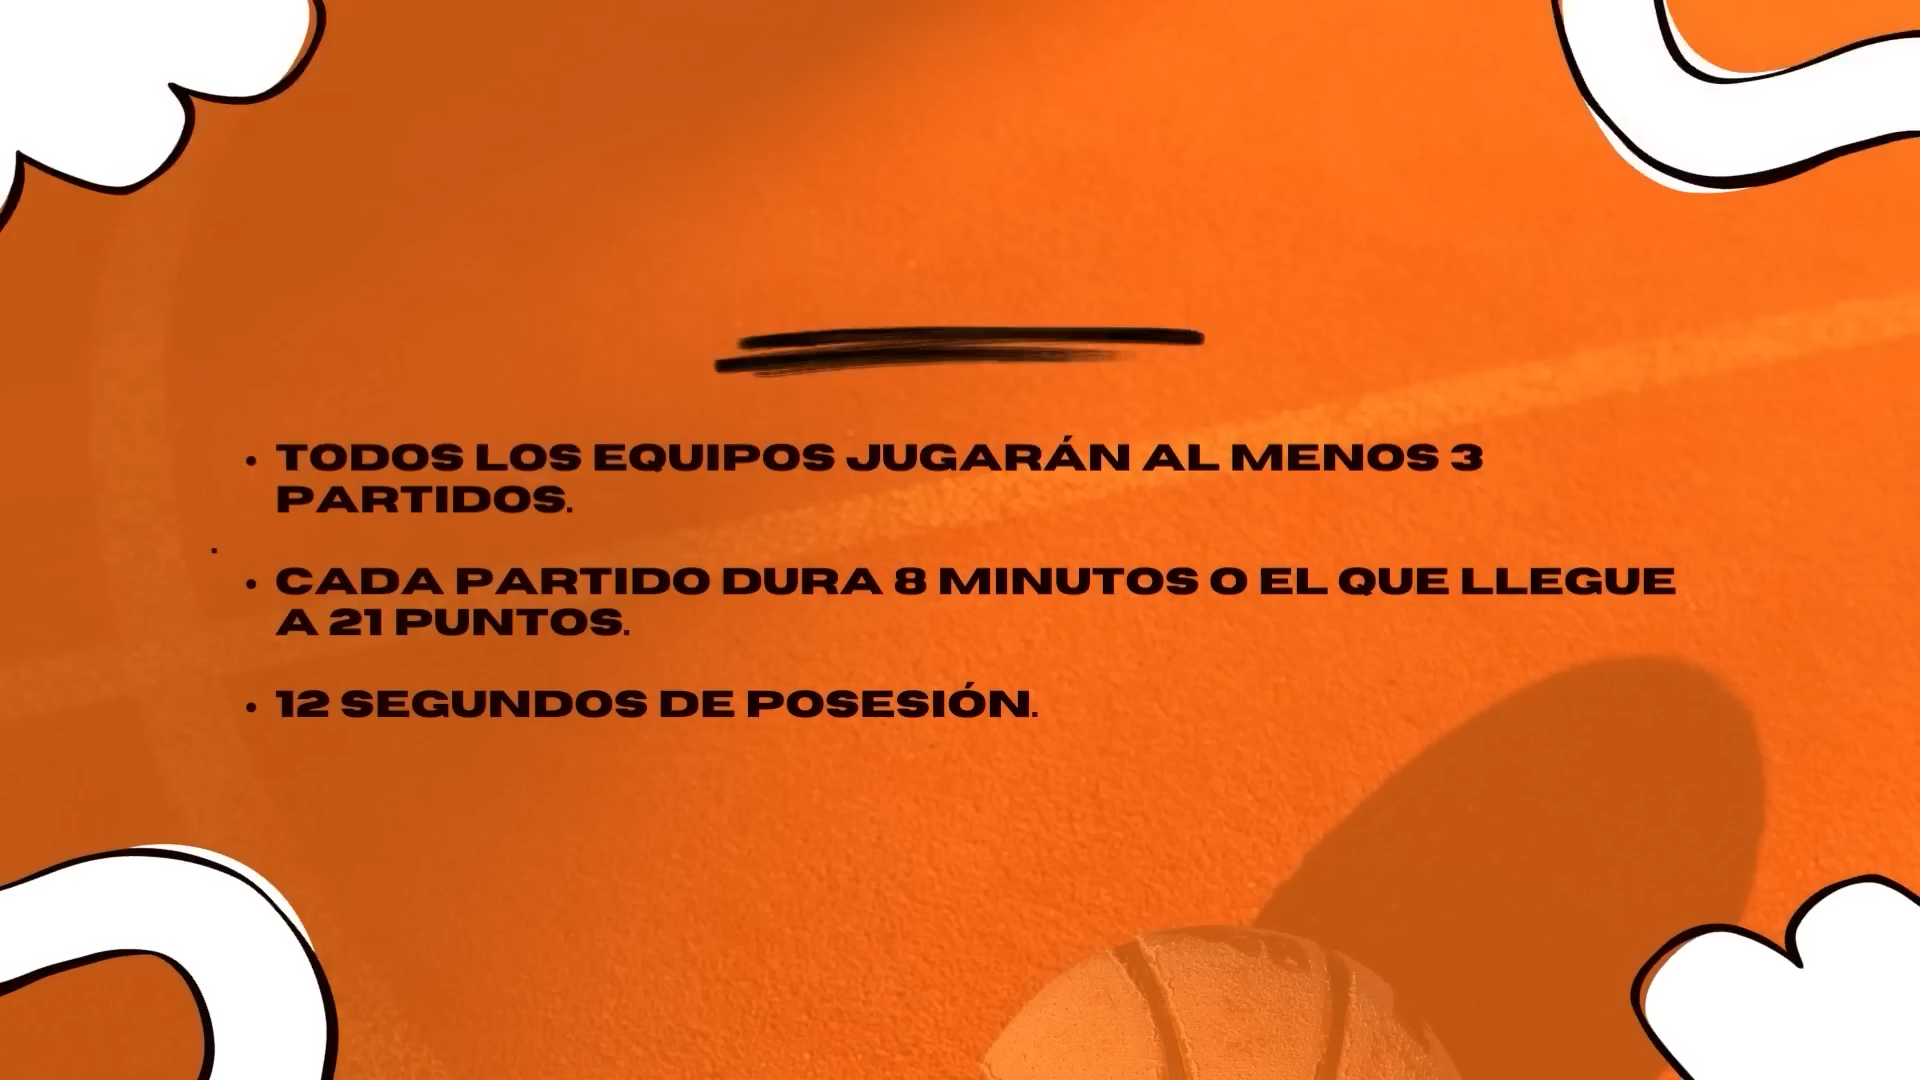 • TODOS LOS EQUIPOS JUGARÁN AL MENOS 3
PARTIDOS.
.
• CADA PARTIDO DURA 8 MINUTOS O EL QUE LLEGUE
A 21 PUNTOS.
• 12 SEGUNDOS DE POSESIÓN.